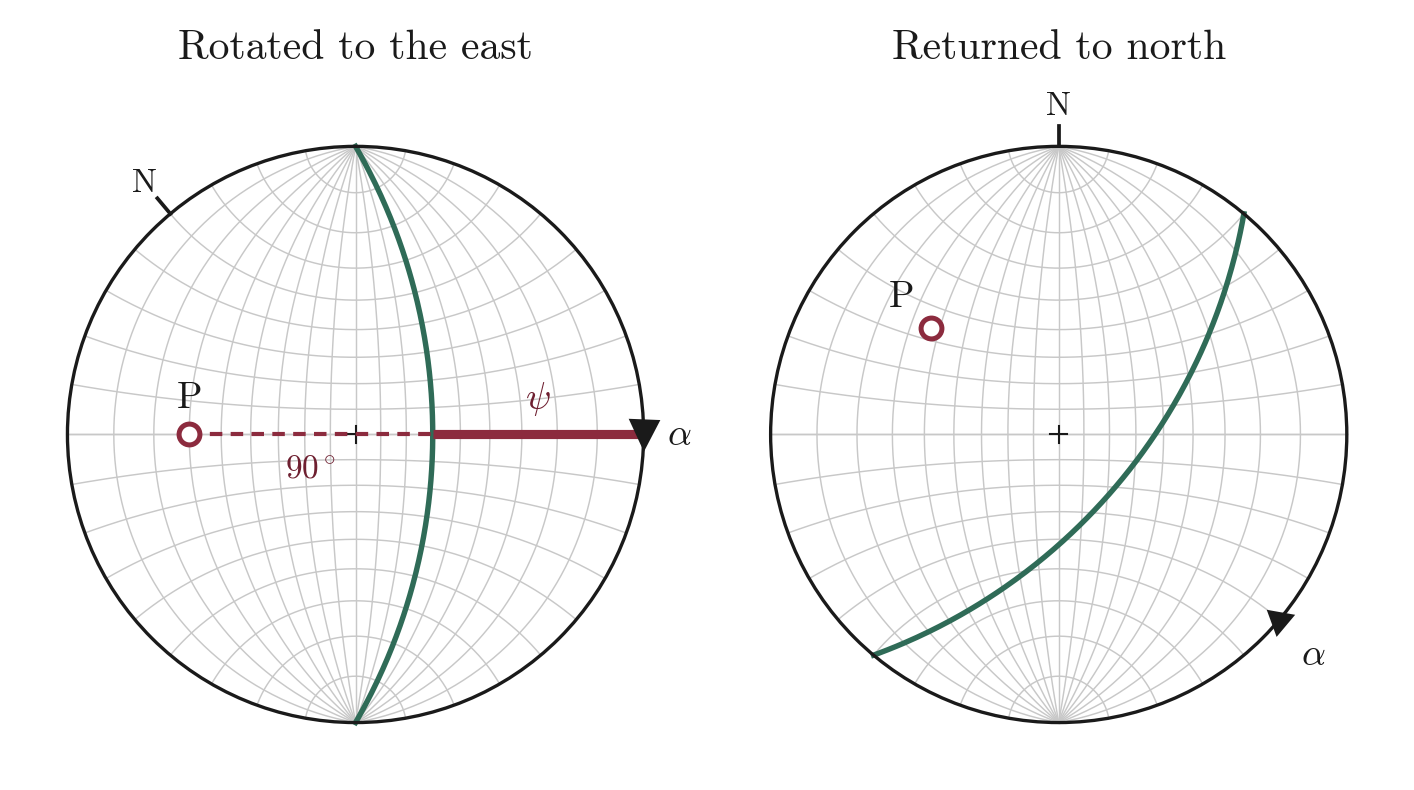 Rotated to the east
N
P
ψ
α
90°
Returned to north
N
P
α